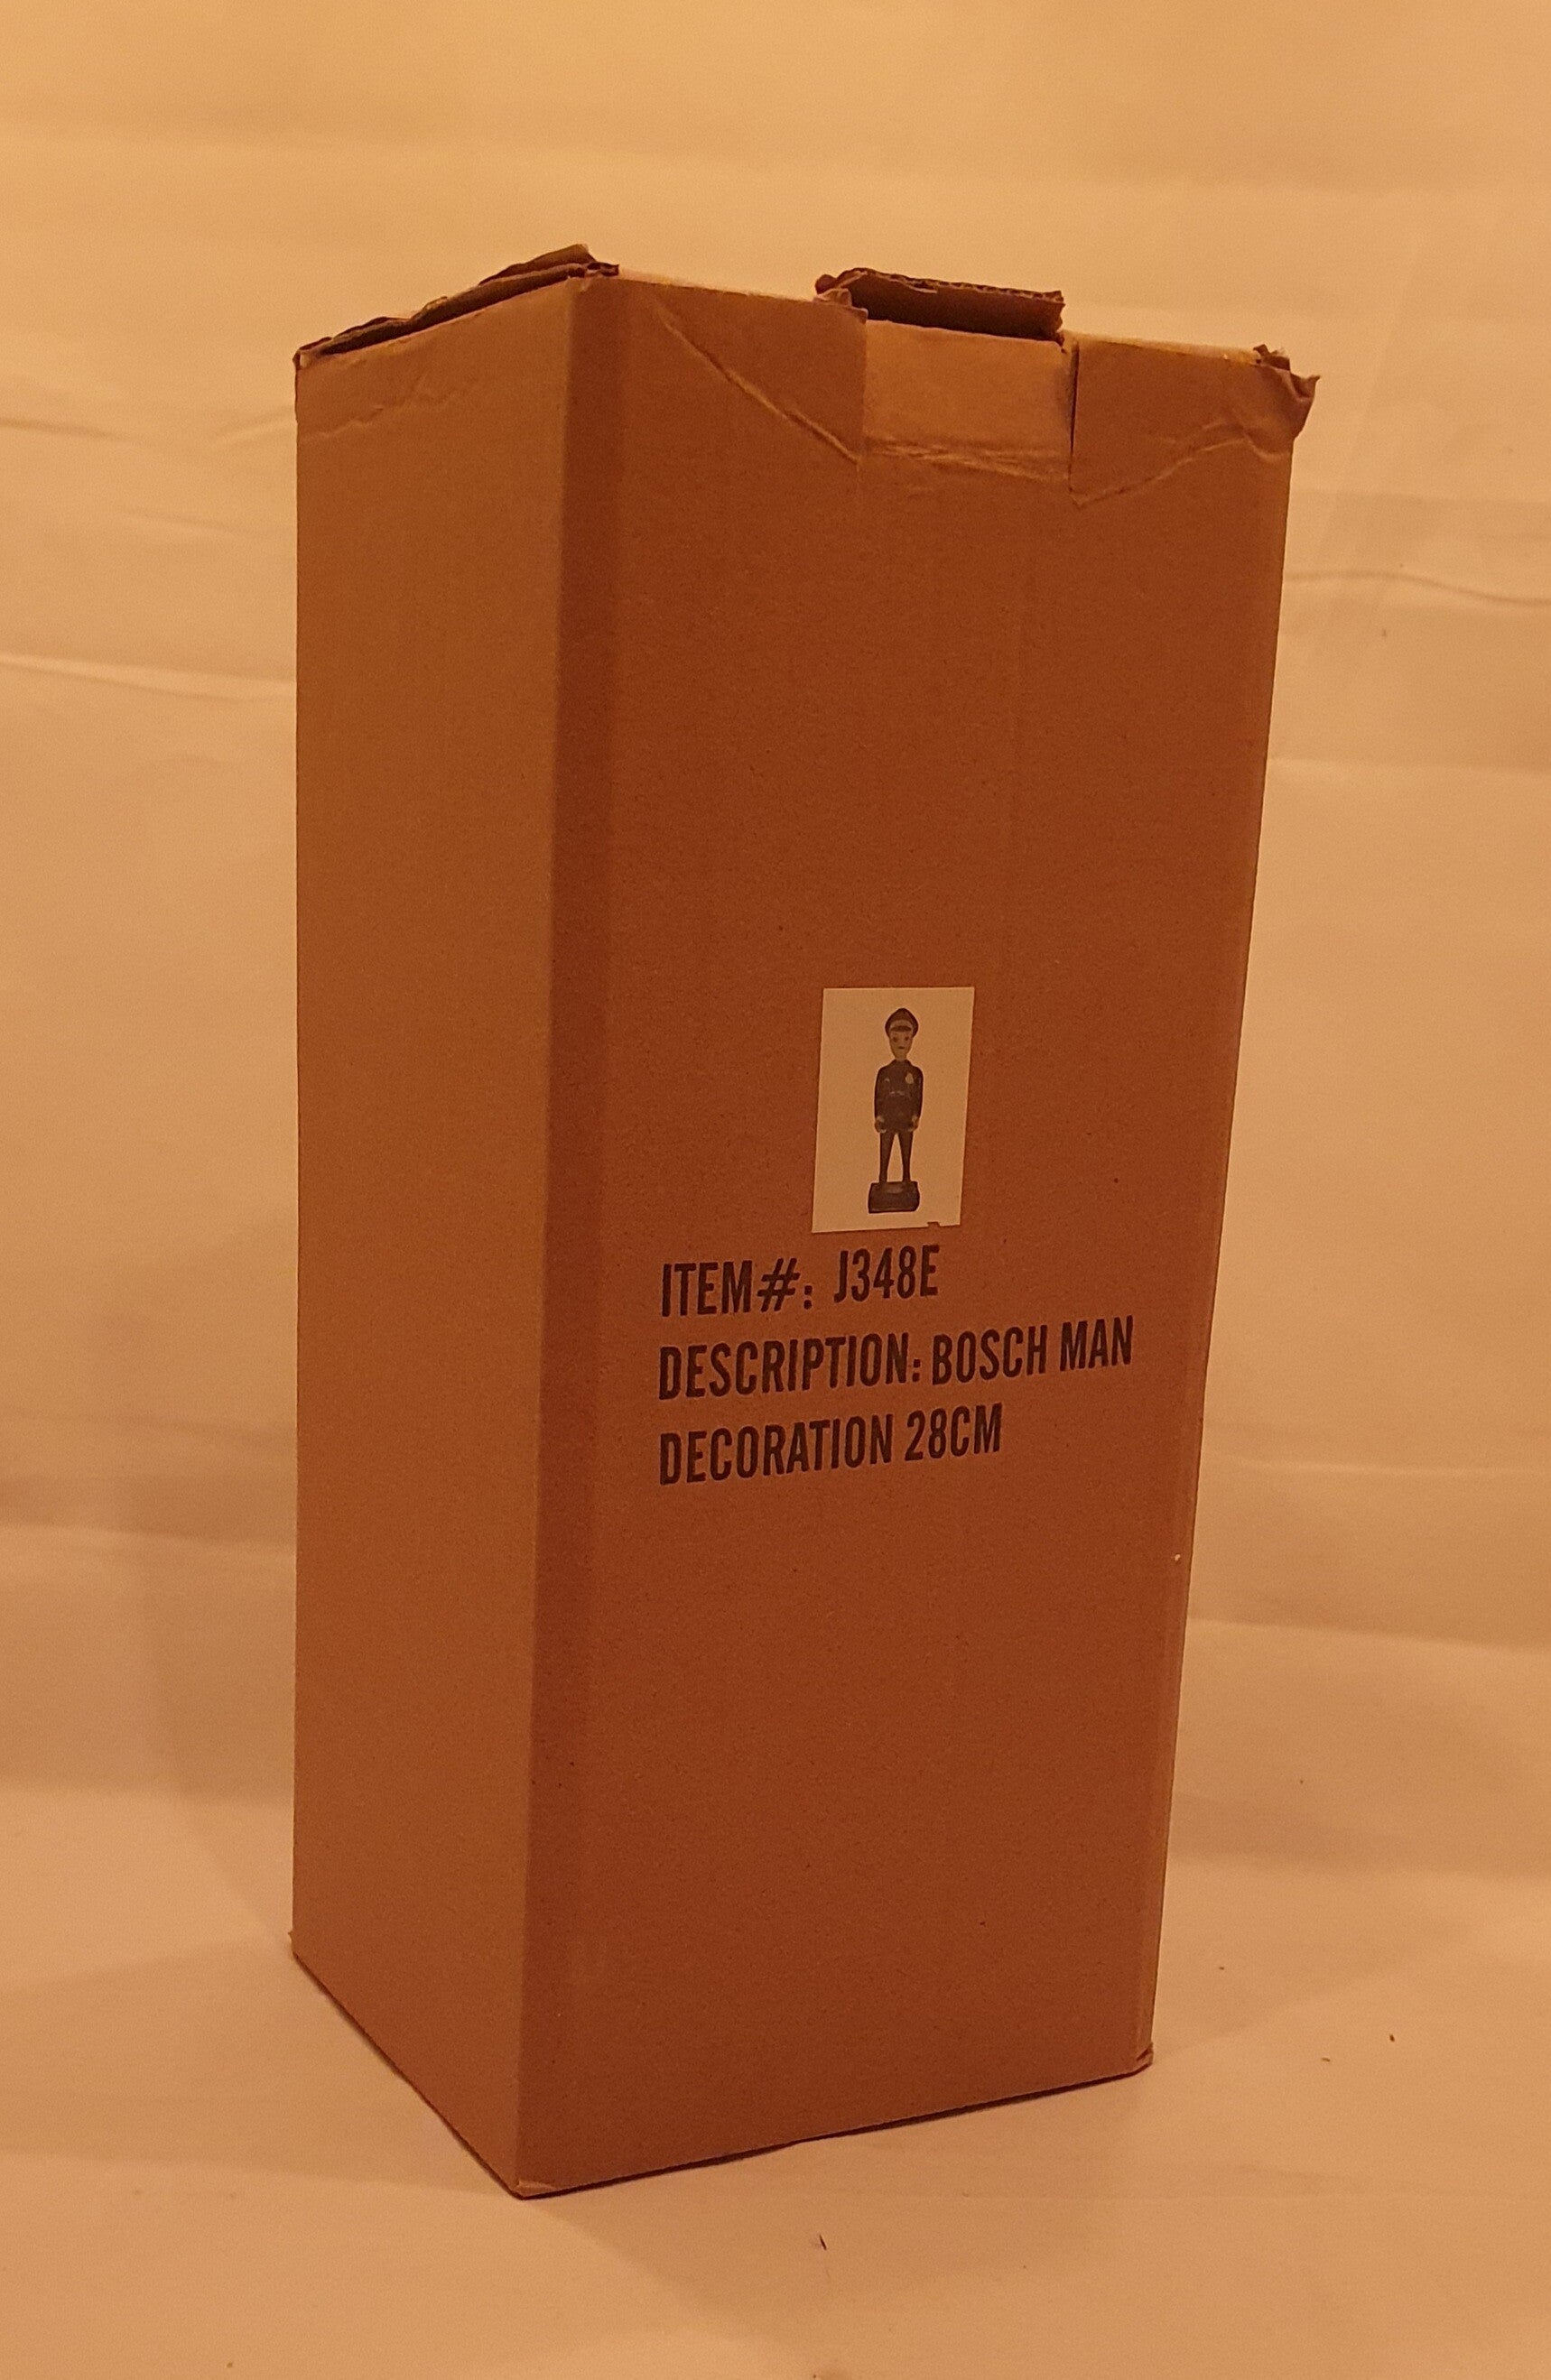 ITEM#: J348E
DESCRIPTION: BOSCH MAN
DECORATION 28CM